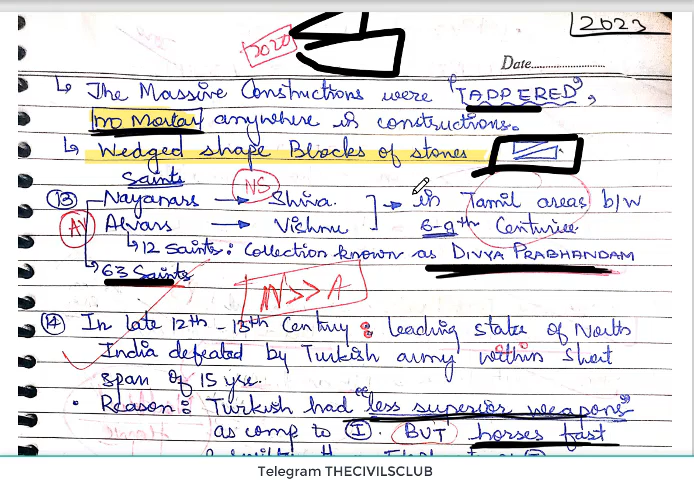 2020
2023
Date
↳ The Massive Constructions were "TAPPERED",
no Mortar anywhere in constructions.
↳ Wedged shape Blocks of stones
Saints
NS
⑬ Nayanars → Shiva. → in Tamil areas b/w
A Alvars → Vishnu 6-9th Centuries
↳ 12 Saints: Collection known as DIVYA PRABHANDAM
↳ 63 Saints
N>>A
⑭ In late 12th - 13th Century : leading states of North
India defeated by Turkish army within short
span of 15 yrs.
• Reason : Turkish had "less superior weapons"
as comp to Ⓘ. BUT horses fast
Telegram THECIVILSCLUB